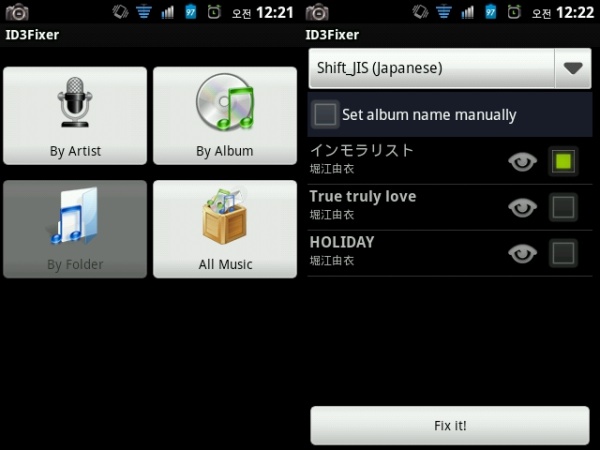 97 오전 12:21
ID3Fixer
By Artist
By Album
By Folder
All Music
97 오전 12:22
ID3Fixer
Shift_JIS (Japanese)
Set album name manually
インモラリスト
堀江由衣
True truly love
堀江由衣
HOLIDAY
堀江由衣
Fix it!